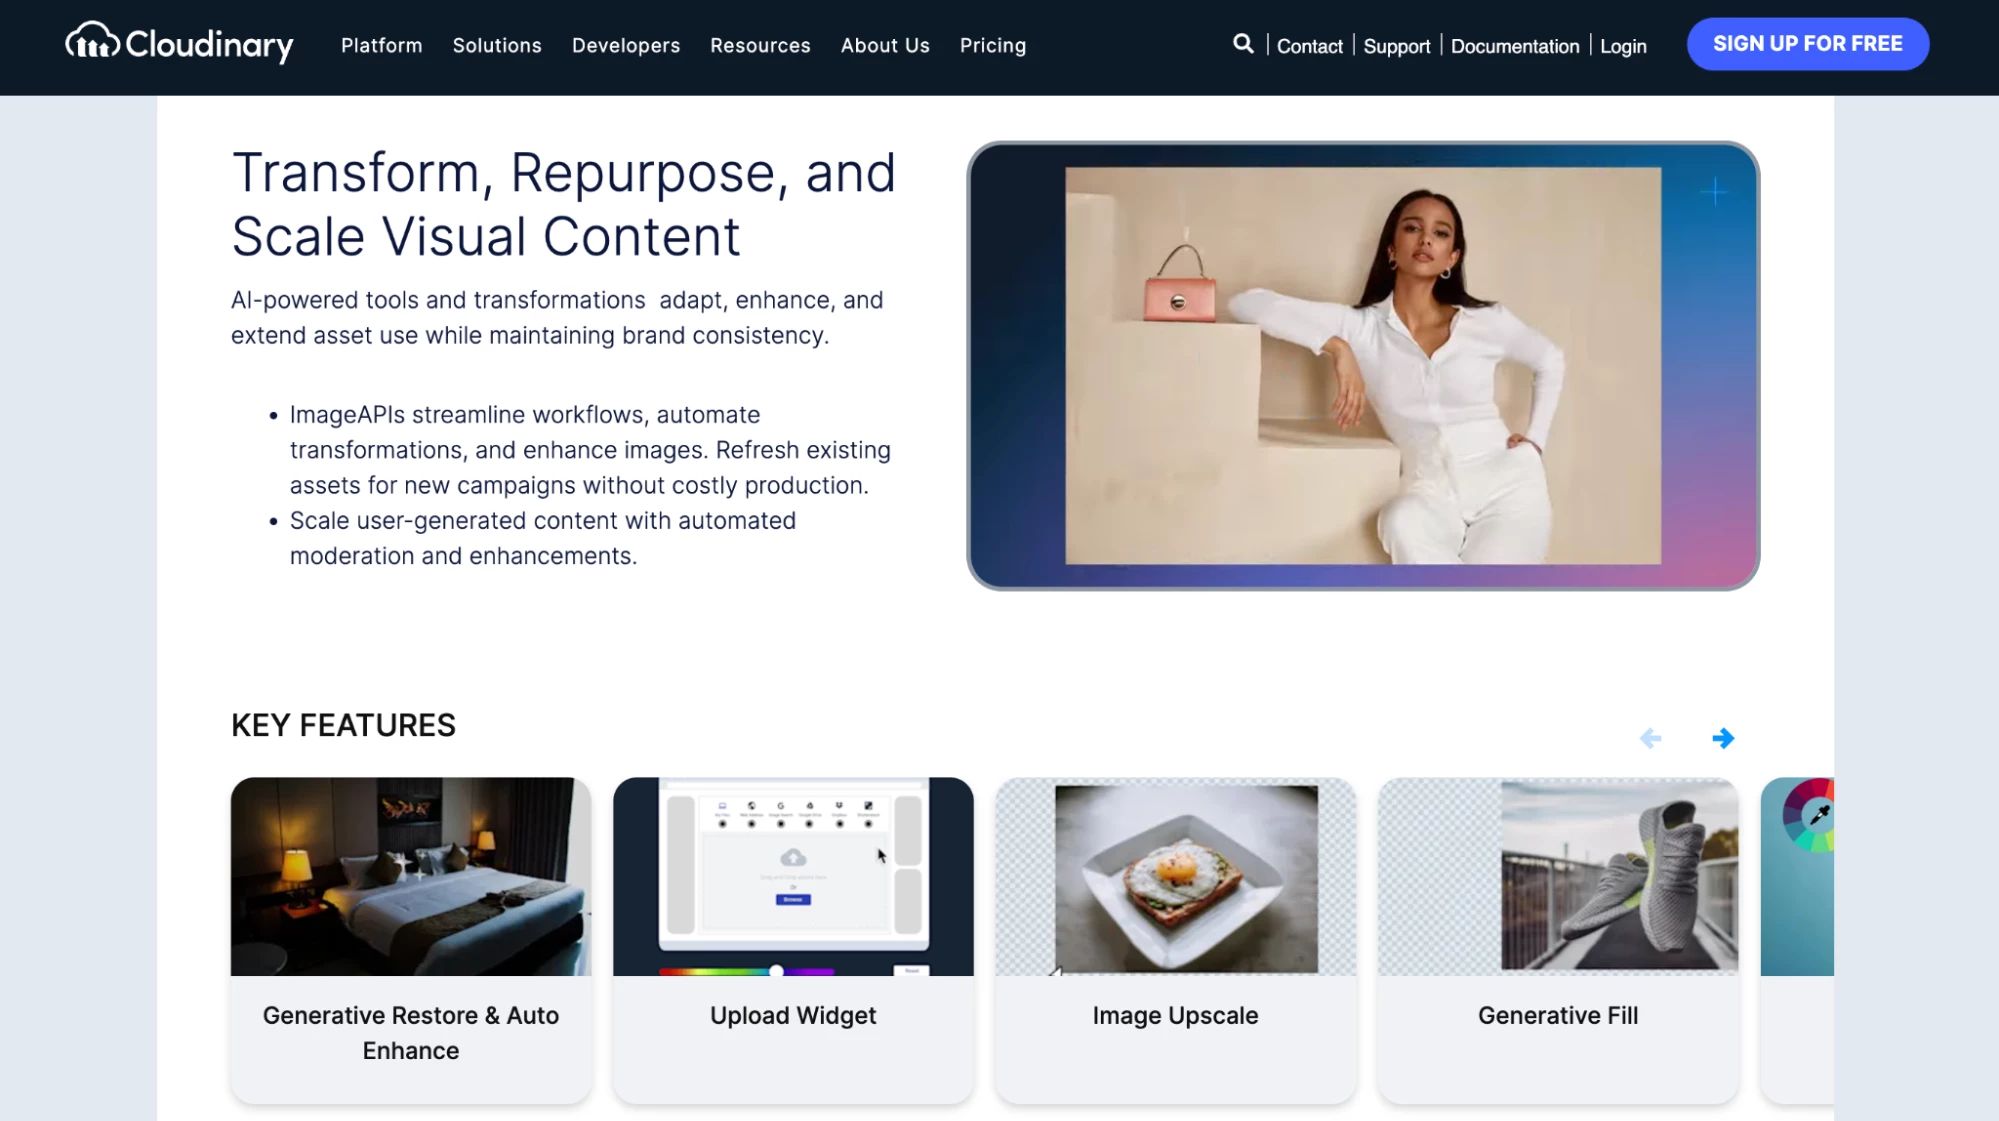 Cloudinary
Platform Solutions Developers Resources About Us Pricing
Contact Support Documentation Login
SIGN UP FOR FREE
Transform, Repurpose, and
Scale Visual Content
AI-powered tools and transformations adapt, enhance, and
extend asset use while maintaining brand consistency.
ImageAPIs streamline workflows, automate
transformations, and enhance images. Refresh existing
assets for new campaigns without costly production.
Scale user-generated content with automated
moderation and enhancements.
KEY FEATURES
Browse
Generative Restore & Auto
Enhance
Upload Widget
Image Upscale
Generative Fill